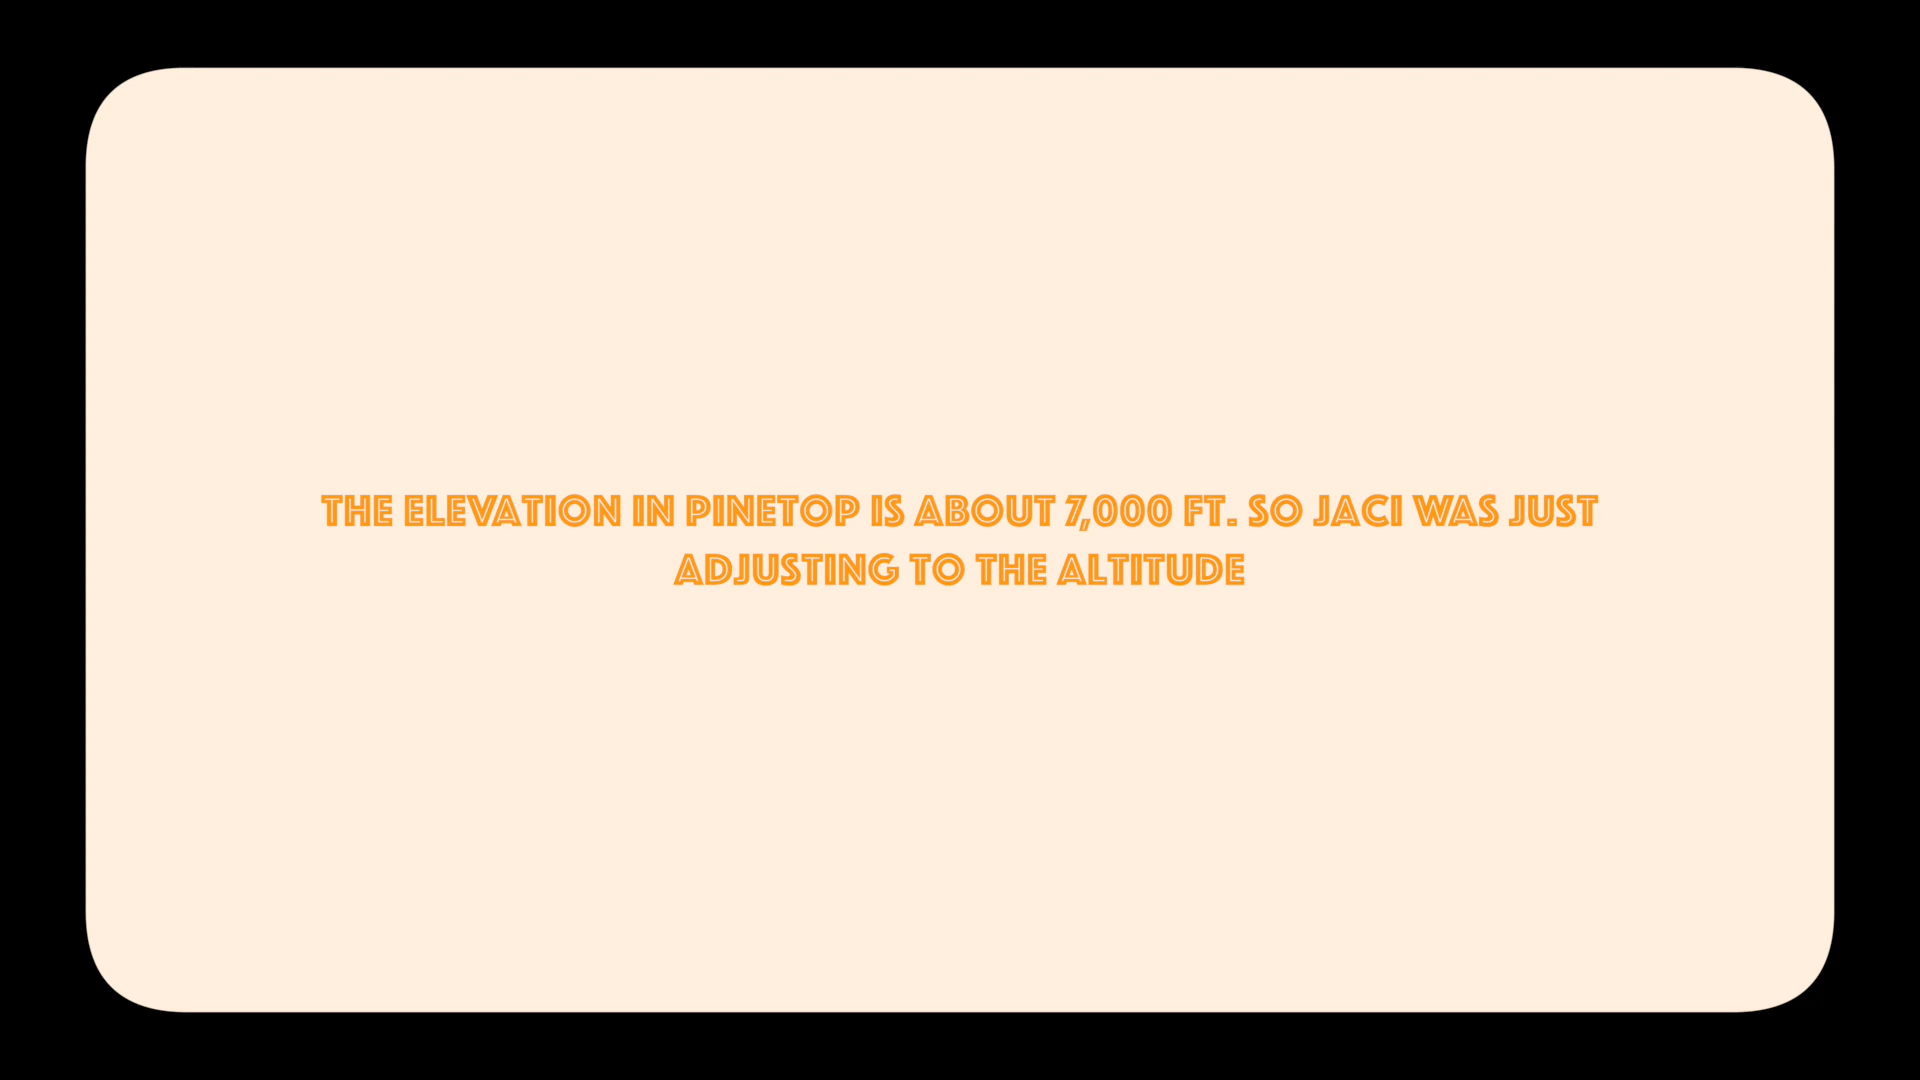 THE ELEVATION IN PINETOP IS ABOUT 7,000 FT. SO JACI WAS JUST
ADJUSTING TO THE ALTITUDE